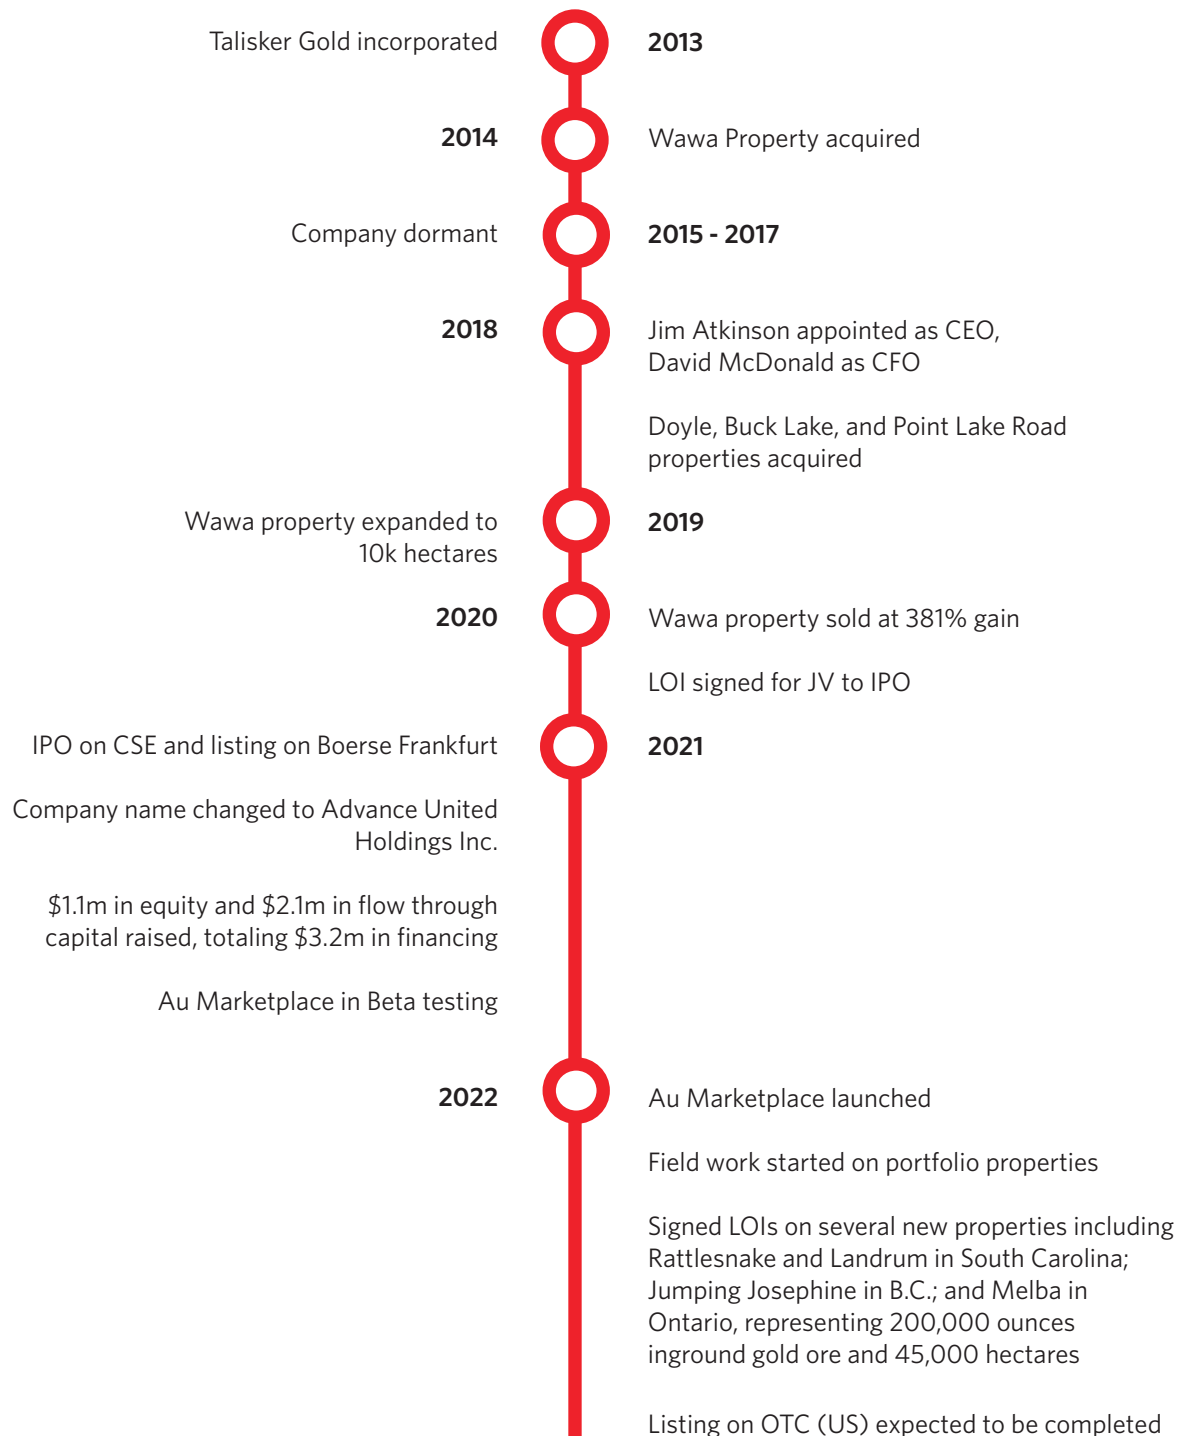 Talisker Gold incorporated
2013
2014
Wawa Property acquired
Company dormant
2015 - 2017
2018
Jim Atkinson appointed as CEO,
David McDonald as CFO
Doyle, Buck Lake, and Point Lake Road
properties acquired
Wawa property expanded to
10k hectares
2019
2020
Wawa property sold at 381% gain
LOI signed for JV to IPO
IPO on CSE and listing on Boerse Frankfurt
2021
Company name changed to Advance United
Holdings Inc.
$1.1m in equity and $2.1m in flow through
capital raised, totaling $3.2m in financing
Au Marketplace in Beta testing
2022
Au Marketplace launched
Field work started on portfolio properties
Signed LOIs on several new properties including
Rattlesnake and Landrum in South Carolina;
Jumping Josephine in B.C.; and Melba in
Ontario, representing 200,000 ounces
inground gold ore and 45,000 hectares
Listing on OTC (US) expected to be completed